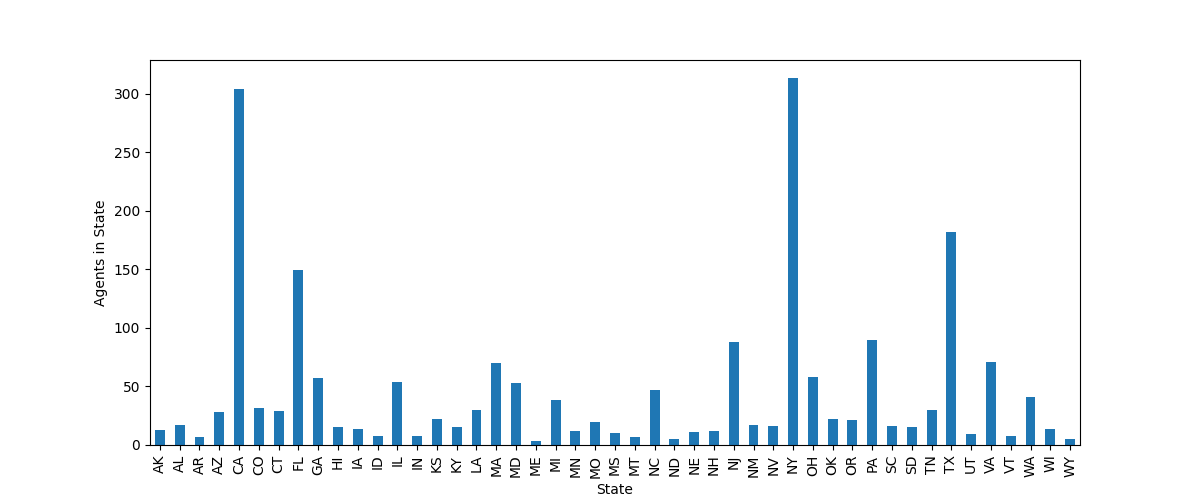 300
250
200
150
100
50
0
Agents in State
AK AL AR AZ CA CO CT FL GA HI IA ID IL IN KS KY LA MA MD ME MI MN MO MS MT NC ND NE NH NJ NM NV NY OH OK OR PA SC SD TN TX UT VA VT WA WI WY
State